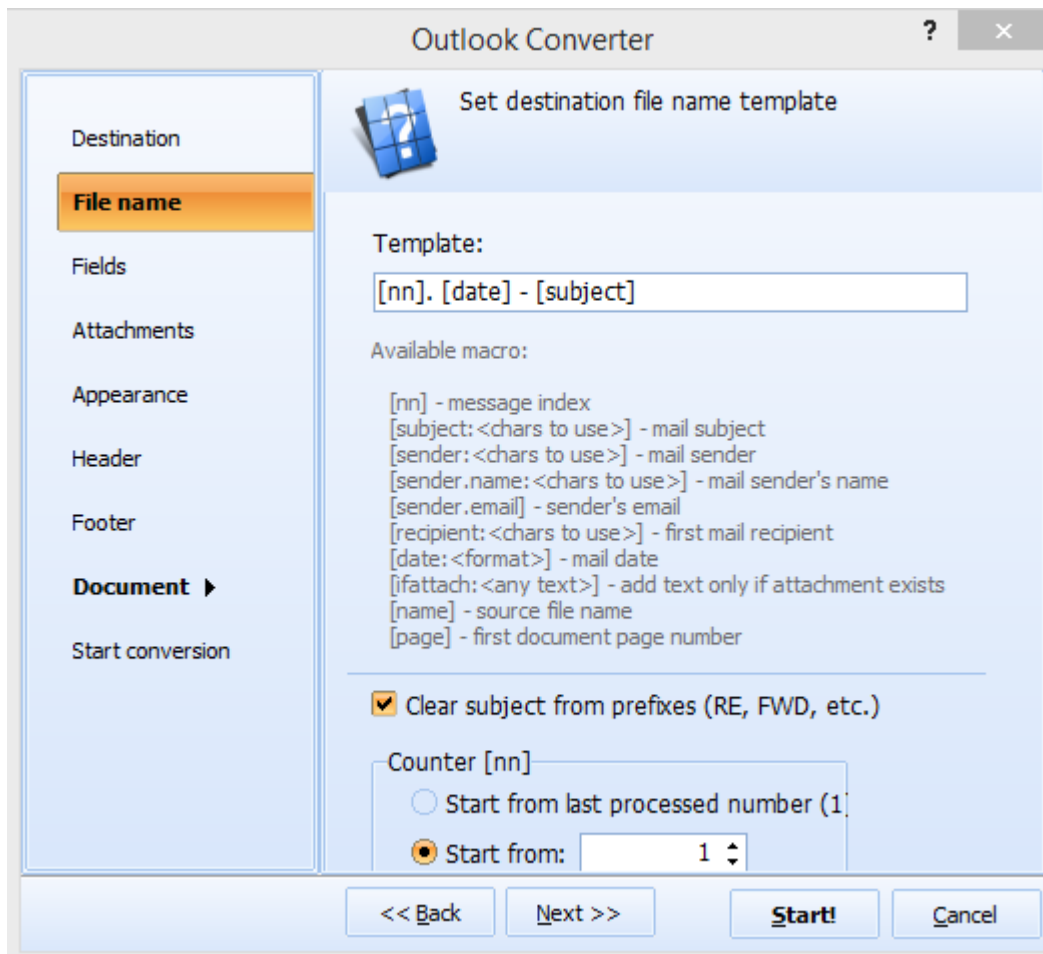 Outlook Converter
?
Destination
File name
Fields
Attachments
Appearance
Header
Footer
Document
Start conversion
Set destination file name template
Template:
[nn]. [date] - [subject]
Available macro:
[nn] - message index
[subject:<chars to use>] - mail subject
[sender:<chars to use>] - mail sender
[sender.name:<chars to use>] - mail sender's name
[sender.email] - sender's email
[recipient:<chars to use>] - first mail recipient
[date:<format>] - mail date
[ifattach:<any text>] - add text only if attachment exists
[name] - source file name
[page] - first document page number
Clear subject from prefixes (RE, FWD, etc.)
Counter [nn]
Start from last processed number (1
Start from: 1
<< Back Next >> Start! Cancel